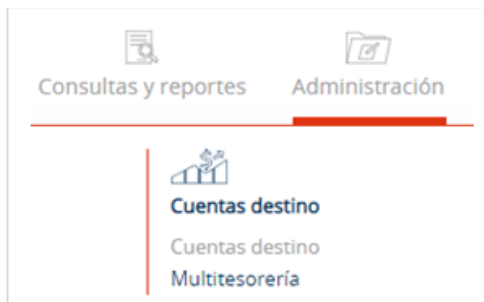 Consultas y reportes
Administración
Cuentas destino
Cuentas destino
Multitesorería